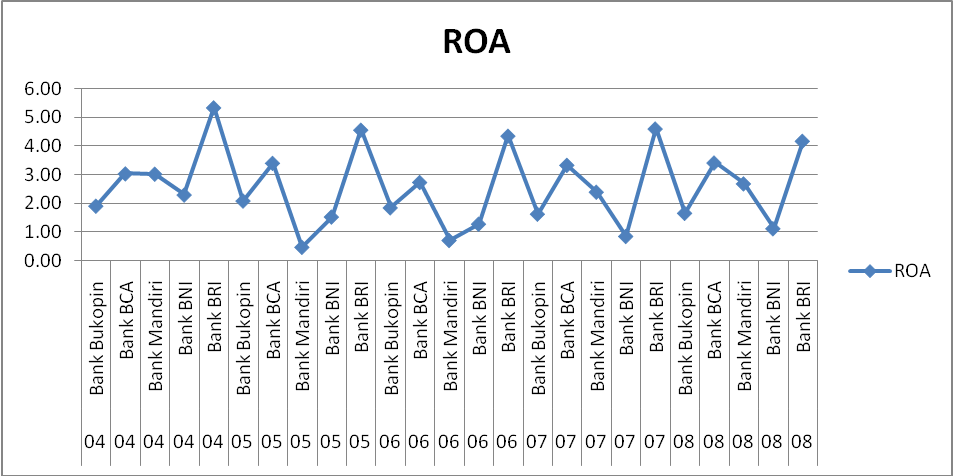 ROA
6.00
5.00
4.00
3.00
2.00
1.00
0.00
ROA
Bank Bukopin
Bank BCA
Bank Mandiri
Bank BNI
Bank BRI
Bank Bukopin
Bank BCA
Bank Mandiri
Bank BNI
Bank BRI
Bank Bukopin
Bank BCA
Bank Mandiri
Bank BNI
Bank BRI
Bank Bukopin
Bank BCA
Bank Mandiri
Bank BNI
Bank BRI
Bank Bukopin
Bank BCA
Bank Mandiri
Bank BNI
Bank BRI
04 04 04 04 04 05 05 05 05 05 06 06 06 06 06 07 07 07 07 07 08 08 08 08 08